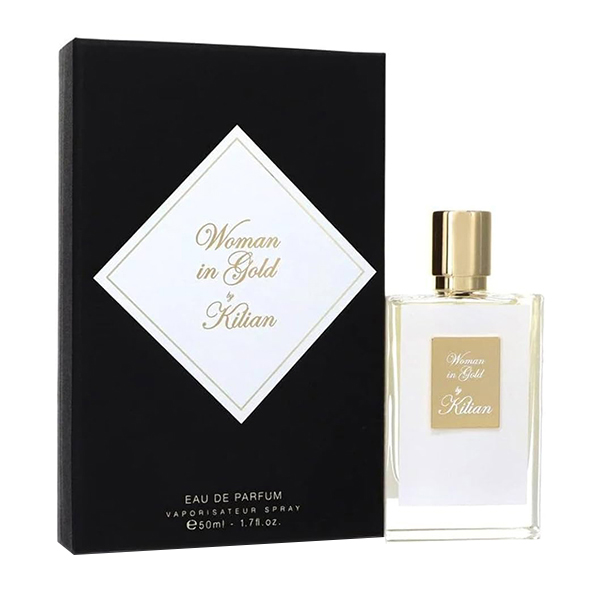 Woman
in Gold
by
Kilian
EAU DE PARFUM
VAPORISATEUR SPRAY
℮50ml - 1.7fl.oz.
Woman
in Gold
by
Kilian